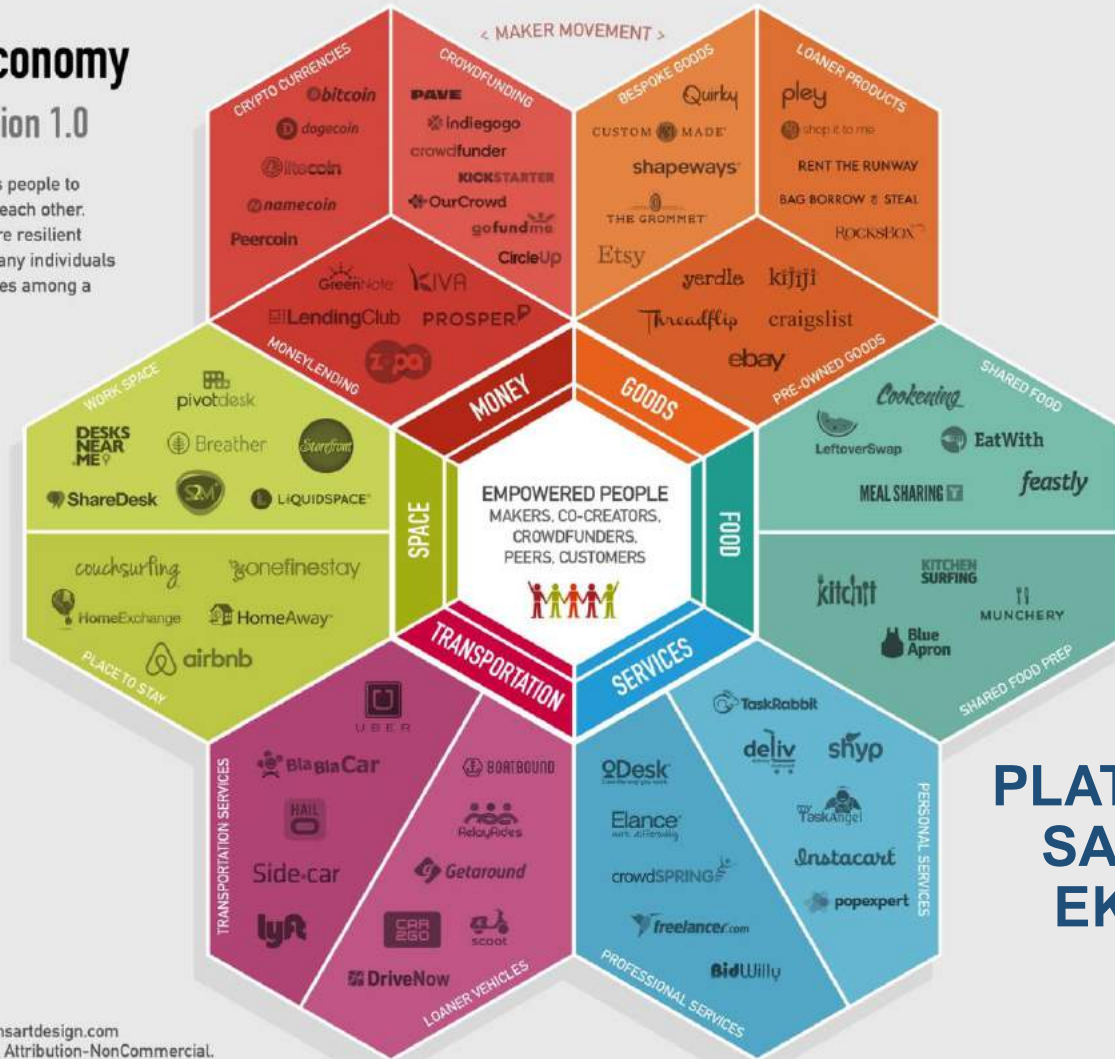 conomy
ion 1.0
s people to
each other.
re resilient
any individuals
es among a
< MAKER MOVEMENT >
CRYPTO CURRENCIES
bitcoin
dogecoin
litecoin
namecoin
Peercoin
CROWDFUNDING
PAVE
indiegogo
crowdfunder
KICKSTARTER
OurCrowd
gofundme
CircleUp
GreenNote KIVA
LendingClub PROSPER
zopa
MONEYLENDING
MONEY
BESPOKE GOODS
Quirky
CUSTOM MADE
shapeways
THE GROMMET
Etsy
LOANER PRODUCTS
pley
shop it to me
RENT THE RUNWAY
BAG BORROW & STEAL
ROCKSBOX
yerdle kijiji
Threadflip craigslist
ebay
PRE-OWNED GOODS
GOODS
WORK SPACE
pivotdesk
DESKS
NEAR
.ME
Breather
Storefront
ShareDesk
LIQUIDSPACE
SPACE
couchsurfing onefinestay
HomeExchange HomeAway
airbnb
PLACE TO STAY
EMPOWERED PEOPLE
MAKERS, CO-CREATORS,
CROWDFUNDERS,
PEERS, CUSTOMERS
FOOD
SHARED FOOD
Cookening
LeftoverSwap
EatWith
MEAL SHARING
feastly
kitchit
KITCHEN
SURFING
MUNCHERY
Blue
Apron
SHARED FOOD PREP
TRANSPORTATION
TRANSPORTATION SERVICES
UBER
BlaBlaCar
HAIL
O
Side.car
lyft
BOATBOUND
RelayRides
Getaround
CAR
2GO
scoot
DriveNow
LOANER VEHICLES
SERVICES
oDesk
Elance
crowdSPRING
freelancer.com
BidWilly
PROFESSIONAL SERVICES
TaskRabbit
deliv shyp
my
TaskAngel
Instacart
popexpert
PERSONAL SERVICES
PLAT
SA
EK
nsartdesign.com
Attribution-NonCommercial.